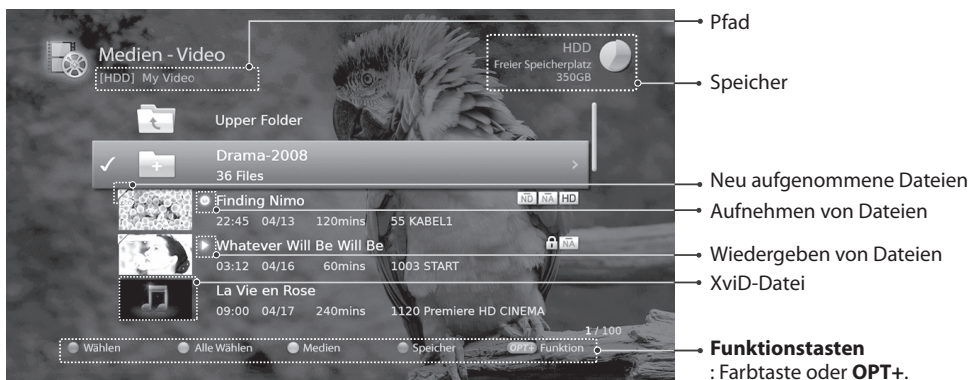 Pfad
Medien - Video
HDD
[HDD] My Video
Freier Speicherplatz
350GB
Speicher
Upper Folder
Drama-2008
36 Files
Neu aufgenommene Dateien
Finding Nimo
ND NA HD
Aufnehmen von Dateien
22:45 04/13 120mins 55 KABEL1
Whatever Will Be Will Be
NA
Wiedergeben von Dateien
03:12 04/16 60mins 1003 START
XviD-Datei
La Vie en Rose
09:00 04/17 240mins 1120 Premiere HD CINEMA
1 / 100
Wählen Alle Wählen Medien Speicher OPT+ Funktion
Funktionstasten
: Farbtaste oder OPT+.